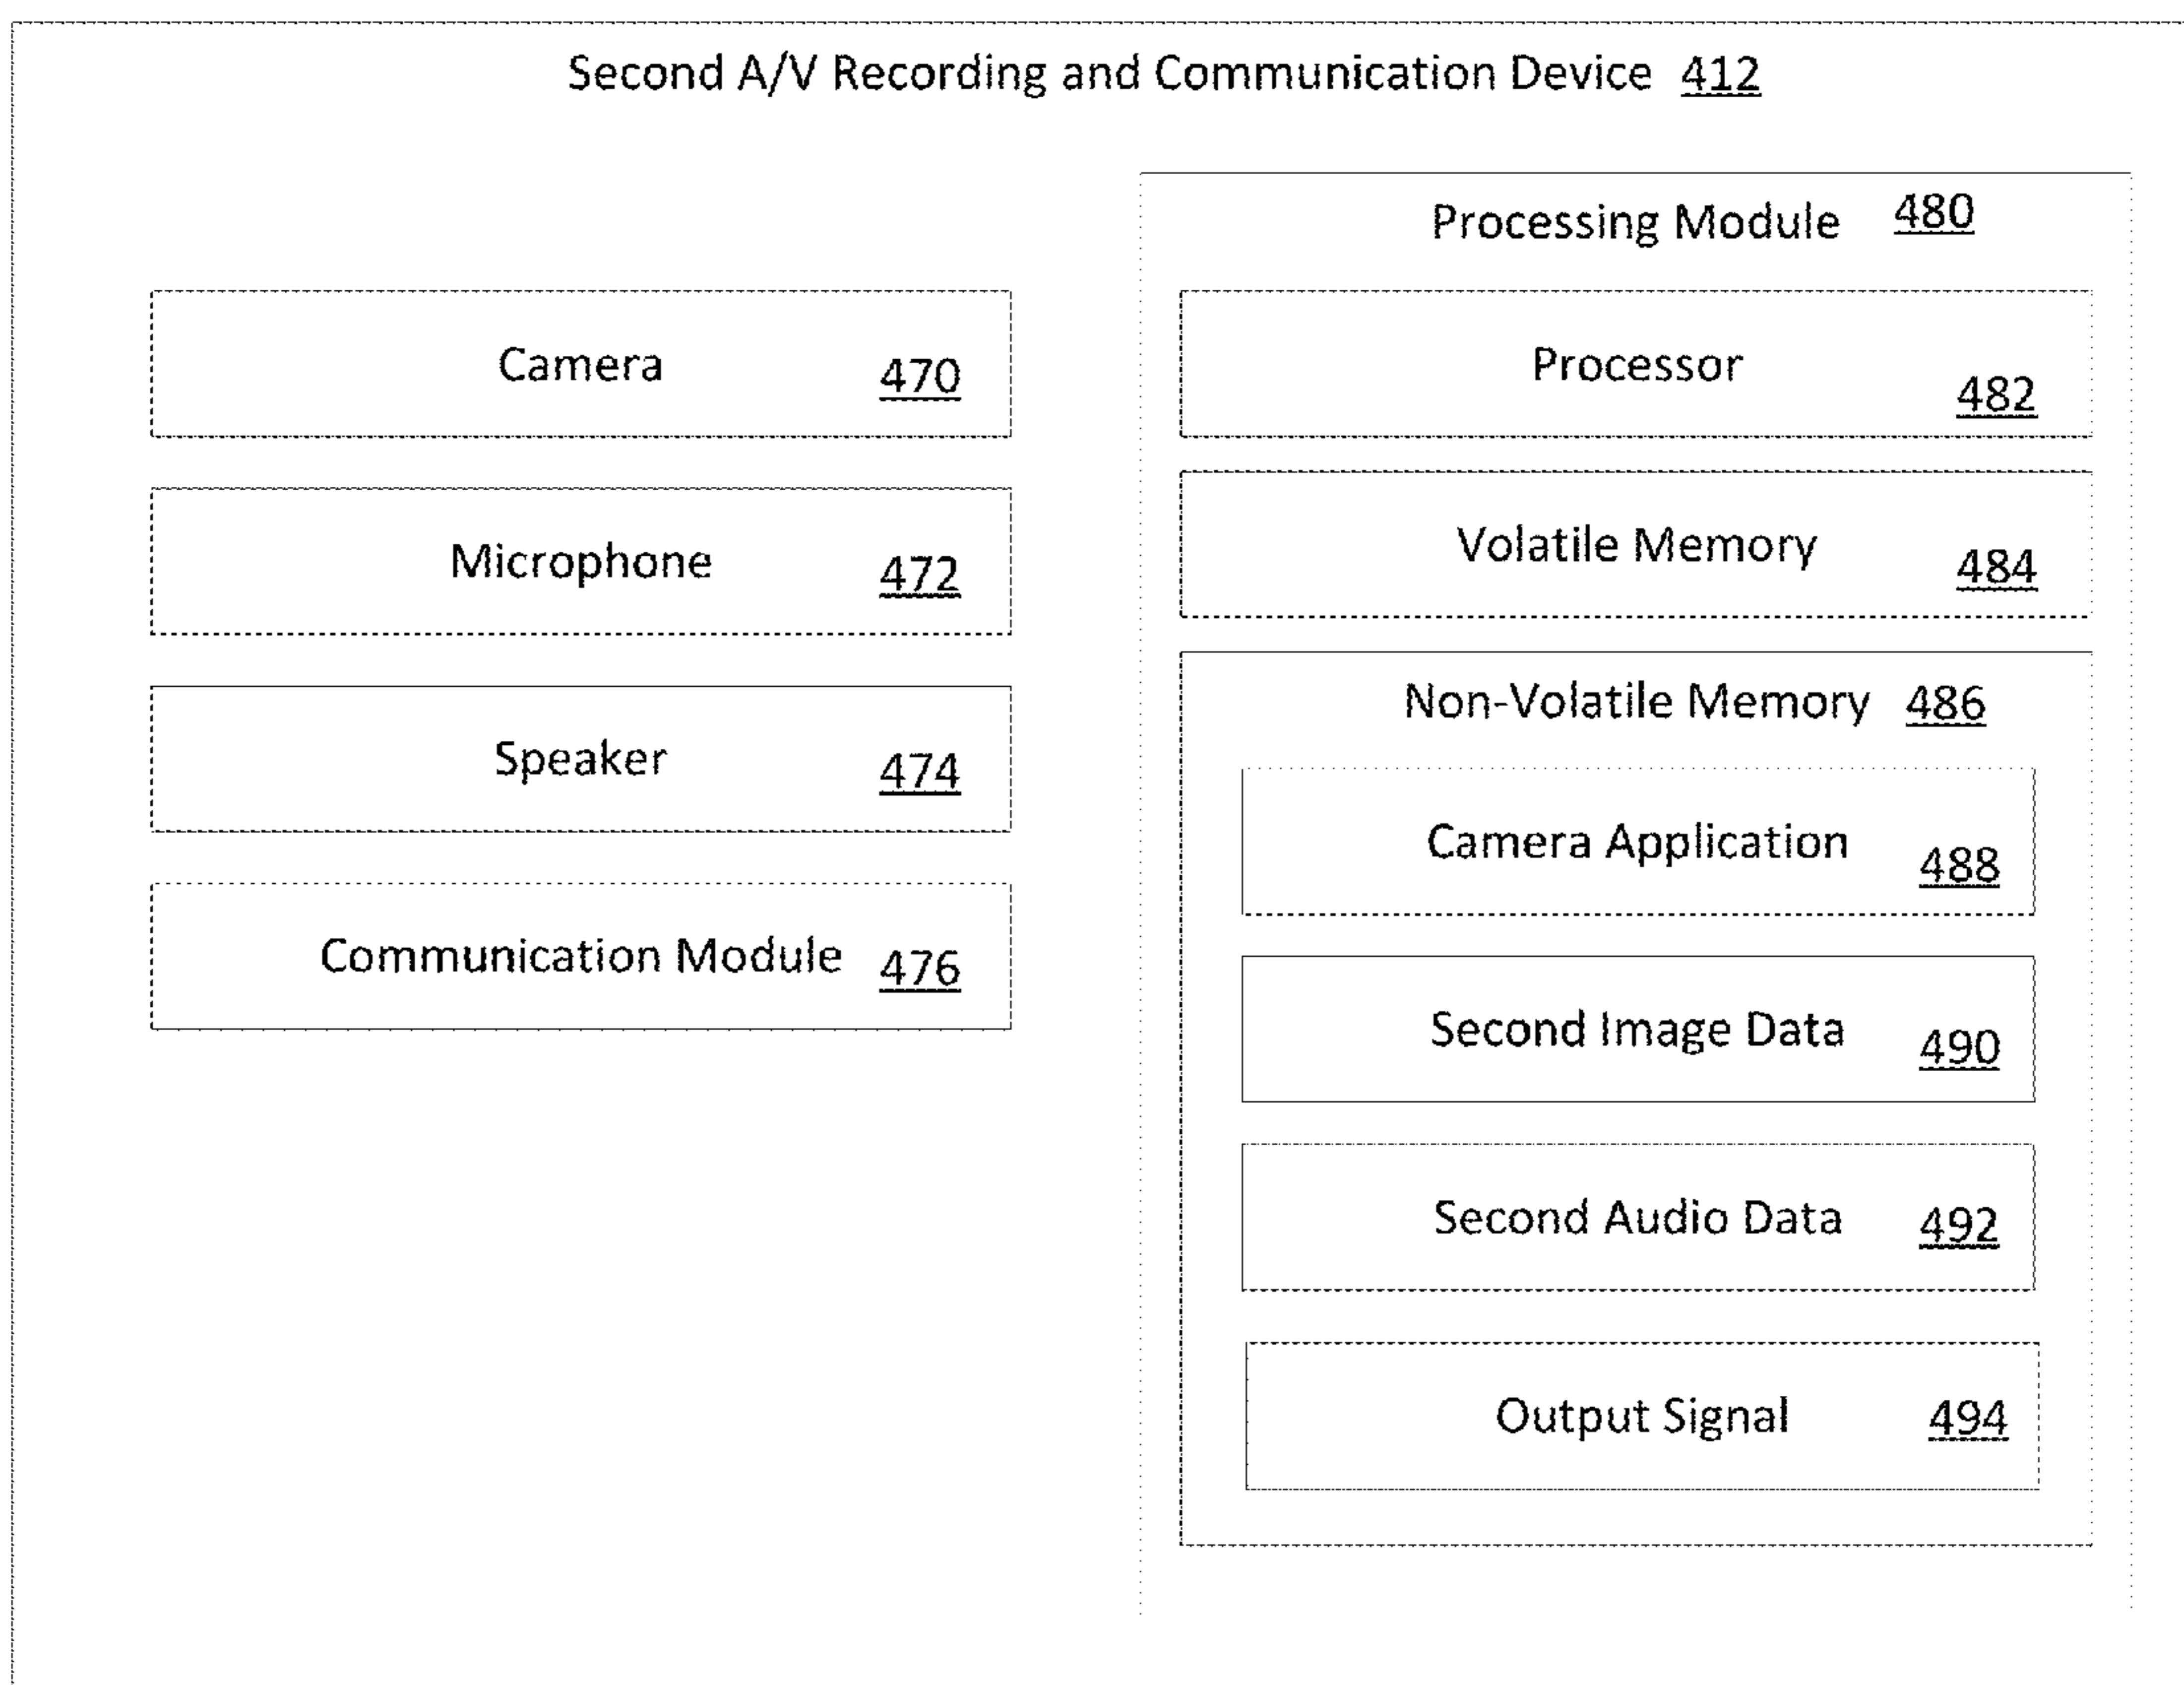 Second A/V Recording and Communication Device 412
Camera 470
Microphone 472
Speaker 474
Communication Module 476
Processing Module 480
Processor 482
Volatile Memory 484
Non-Volatile Memory 486
Camera Application 488
Second Image Data 490
Second Audio Data 492
Output Signal 494